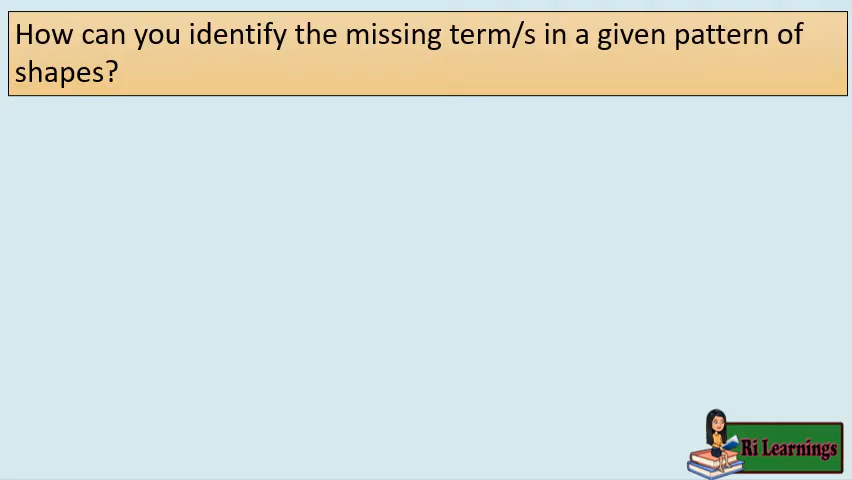 How can you identify the missing term/s in a given pattern of
shapes?
Ri Learnings